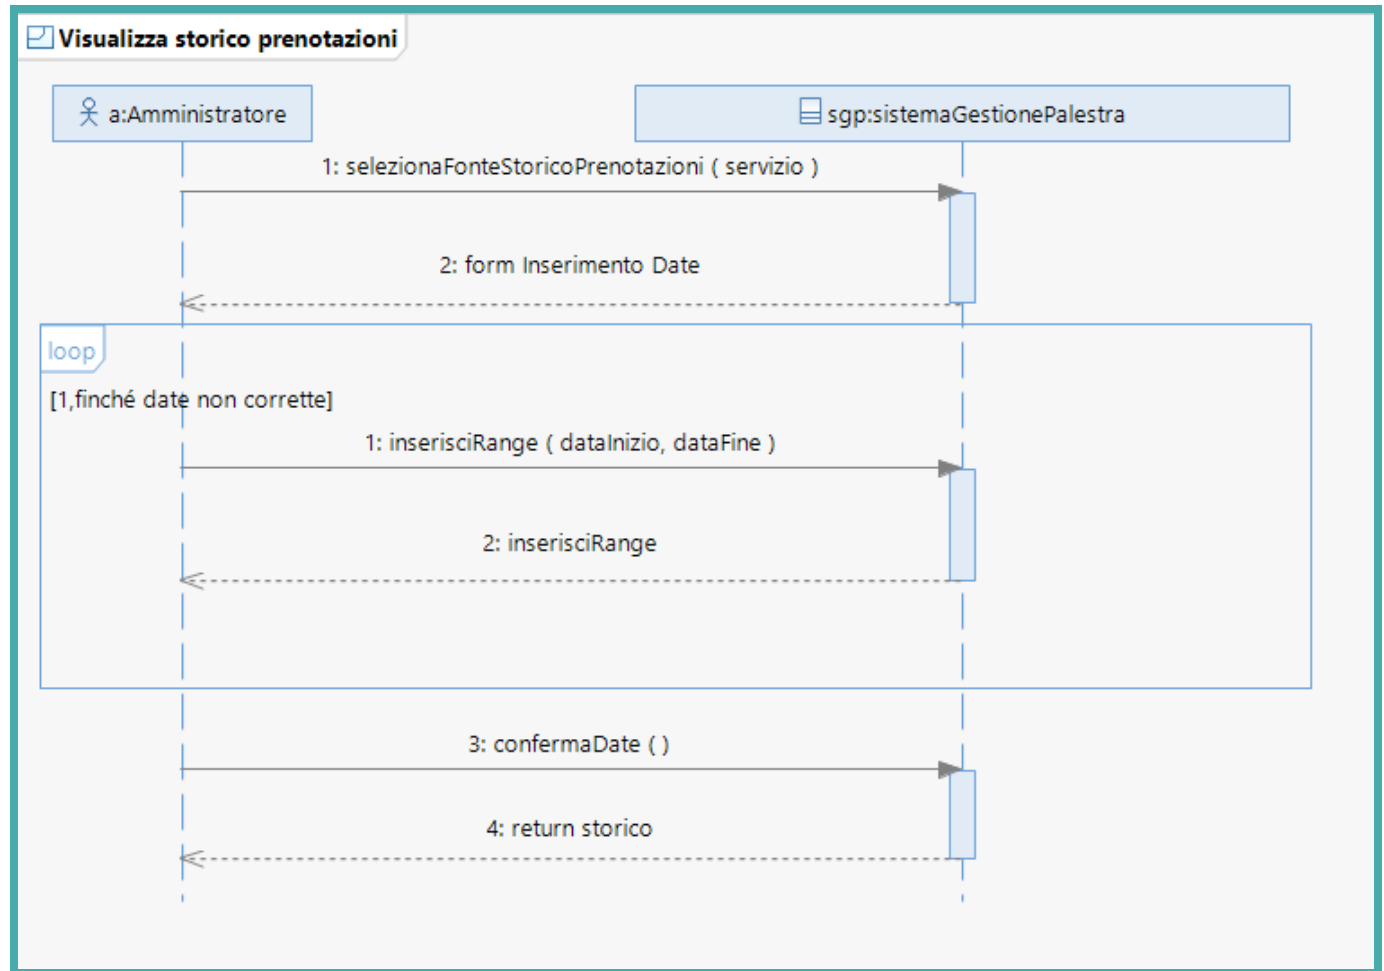 Visualizza storico prenotazioni
a:Amministratore
sgp:sistemaGestionePalestra
1: selezionaFonteStoricoPrenotazioni ( servizio )
2: form Inserimento Date
loop
[1,finché date non corrette]
1: inserisciRange ( dataInizio, dataFine )
2: inserisciRange
3: confermaDate ( )
4: return storico